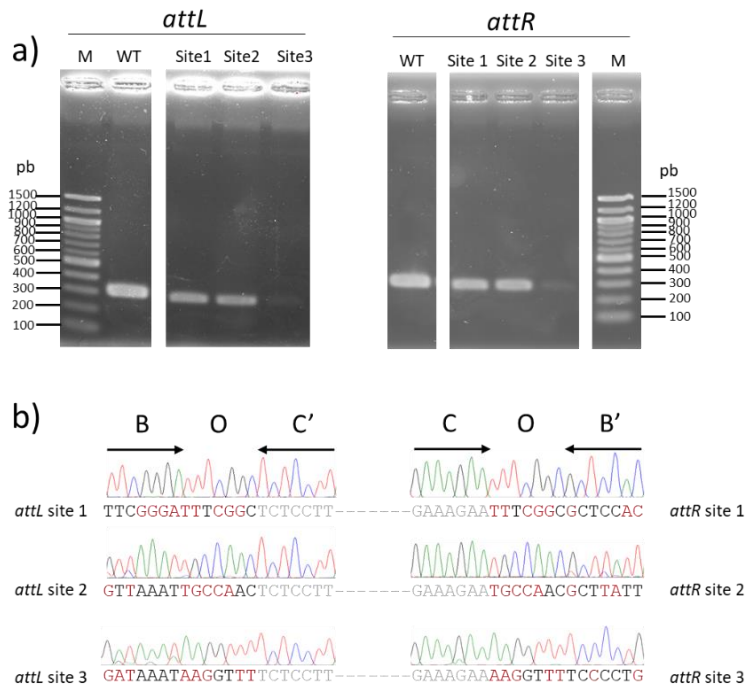 attL
attR
a)
M WT Site1 Site2 Site3
WT Site 1 Site 2 Site 3 M
pb
pb
1500
1200
1000
900
800
700
600
500
400
300
200
100
1500
1200
1000
900
800
700
600
500
400
300
200
100
b)
B O C’ C O B’
attL site 1 TTCGGGATTTCGGCTCTCCTT GAAAGAATTTCGGCGCTCCAC attR site 1
attL site 2 GTTAAATTGCCAACTCTCCTT GAAAGAATGCCAACGCTTATT attR site 2
attL site 3 GATAAATAAGGTTTTCTCCTT GAAAGAAAAGGTTTTCCCCTG attR site 3